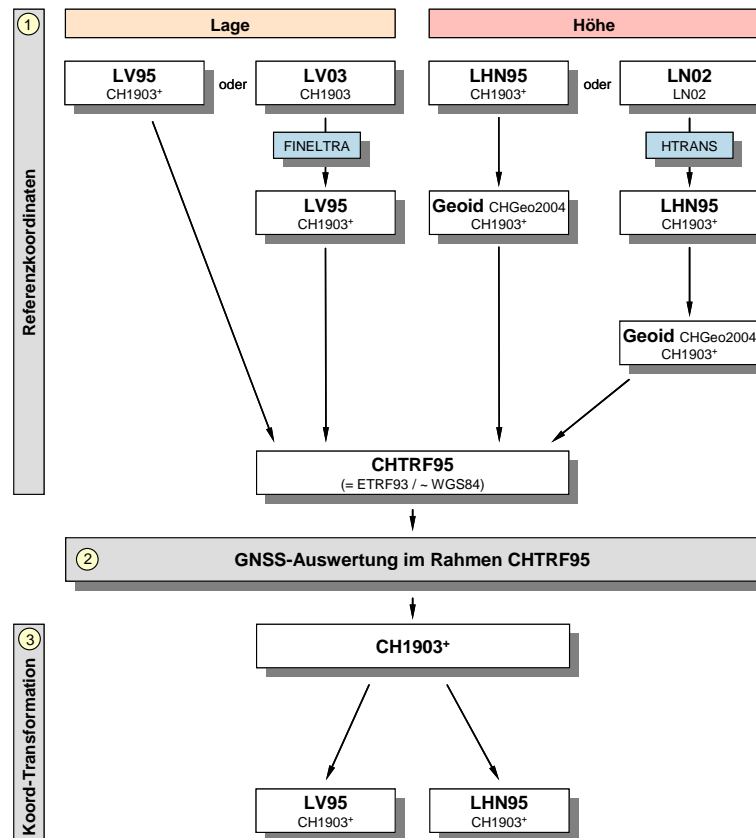 1
Lage
Höhe
Referenzkoordinaten
LV95
CH1903+
oder
LV03
CH1903
LHN95
CH1903+
oder
LN02
LN02
FINELTRA
HTRANS
LV95
CH1903+
Geoid CHGeo2004
CH1903+
LHN95
CH1903+
Geoid CHGeo2004
CH1903+
CHTRF95
(= ETRF93 / ~ WGS84)
2
GNSS-Auswertung im Rahmen CHTRF95
3
Koord-Transformation
CH1903+
LV95
CH1903+
LHN95
CH1903+